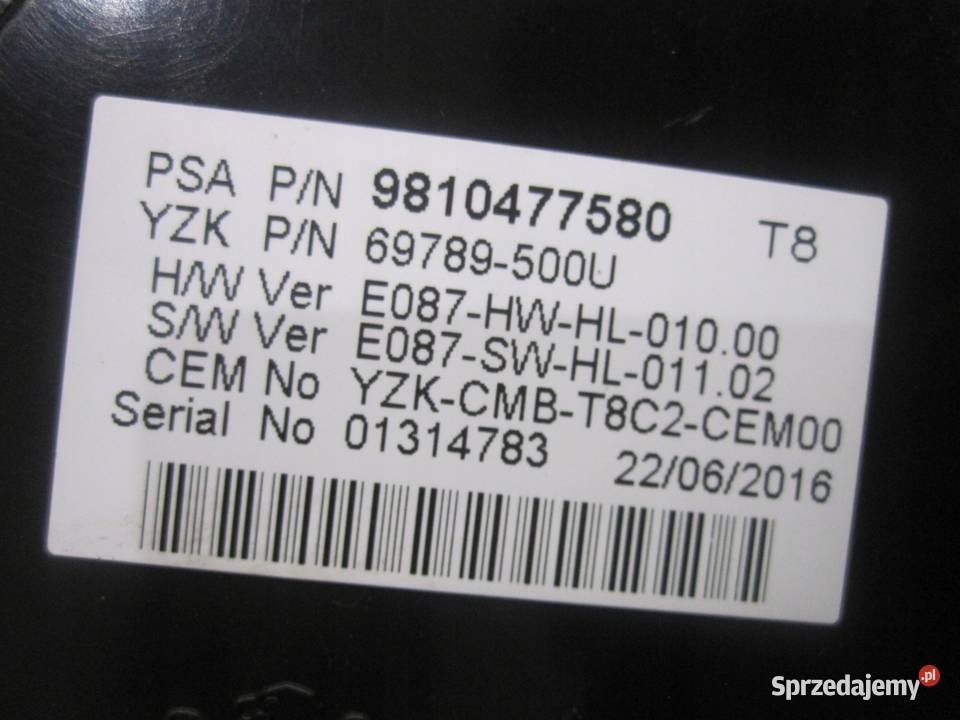 PSA P/N 9810477580 T8
YZK P/N 69789-500U
H/W Ver E087-HW-HL-010.00
S/W Ver E087-SW-HL-011.02
CEM No YZK-CMB-T8C2-CEM00
Serial No 01314783 22/06/2016
Sprzedajemy.pl